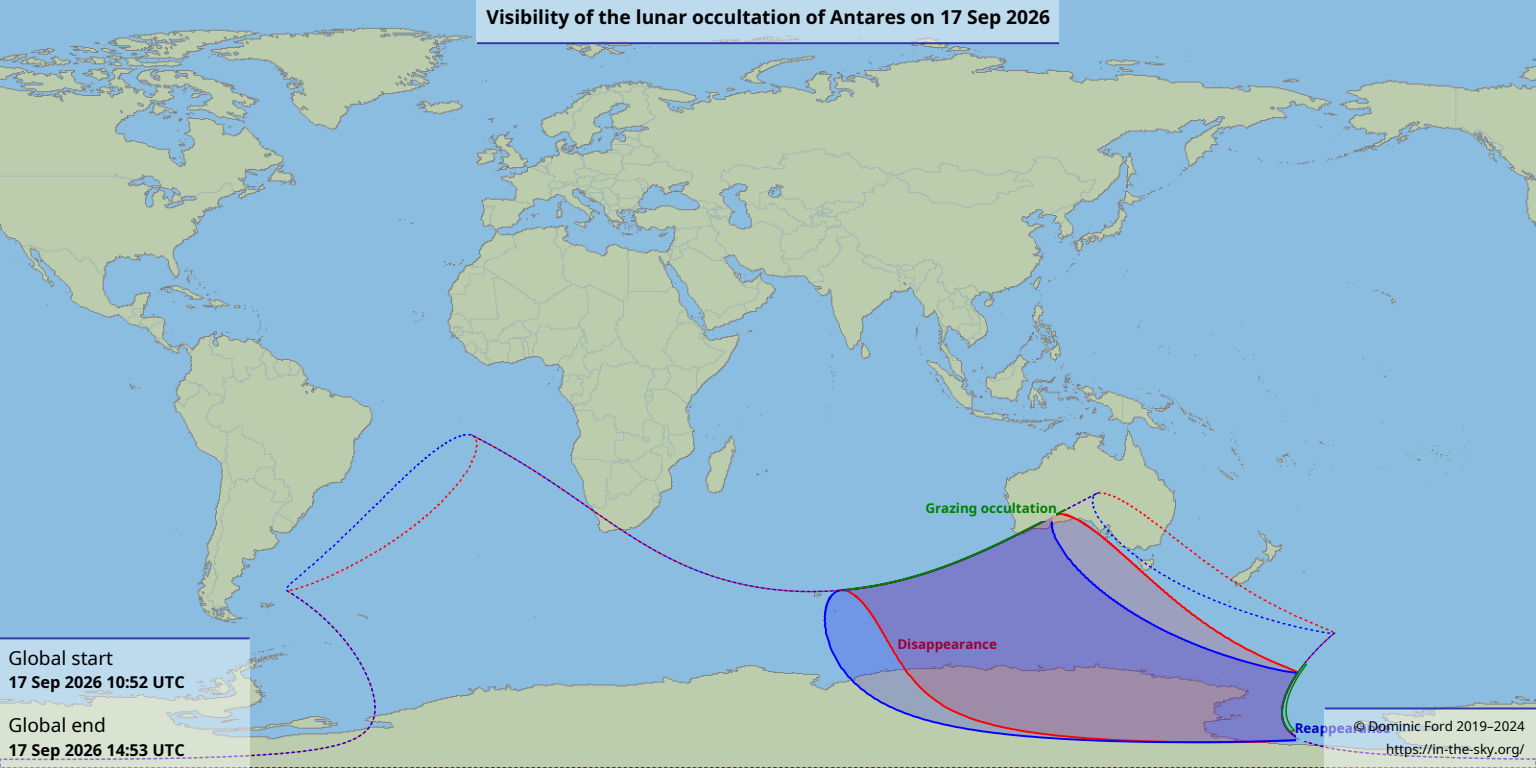 Visibility of the lunar occultation of Antares on 17 Sep 2026
Grazing occultation
Disappearance
Global start
17 Sep 2026 10:52 UTC
Global end
17 Sep 2026 14:53 UTC
Reappearance
© Dominic Ford 2019–2024
https://in-the-sky.org/